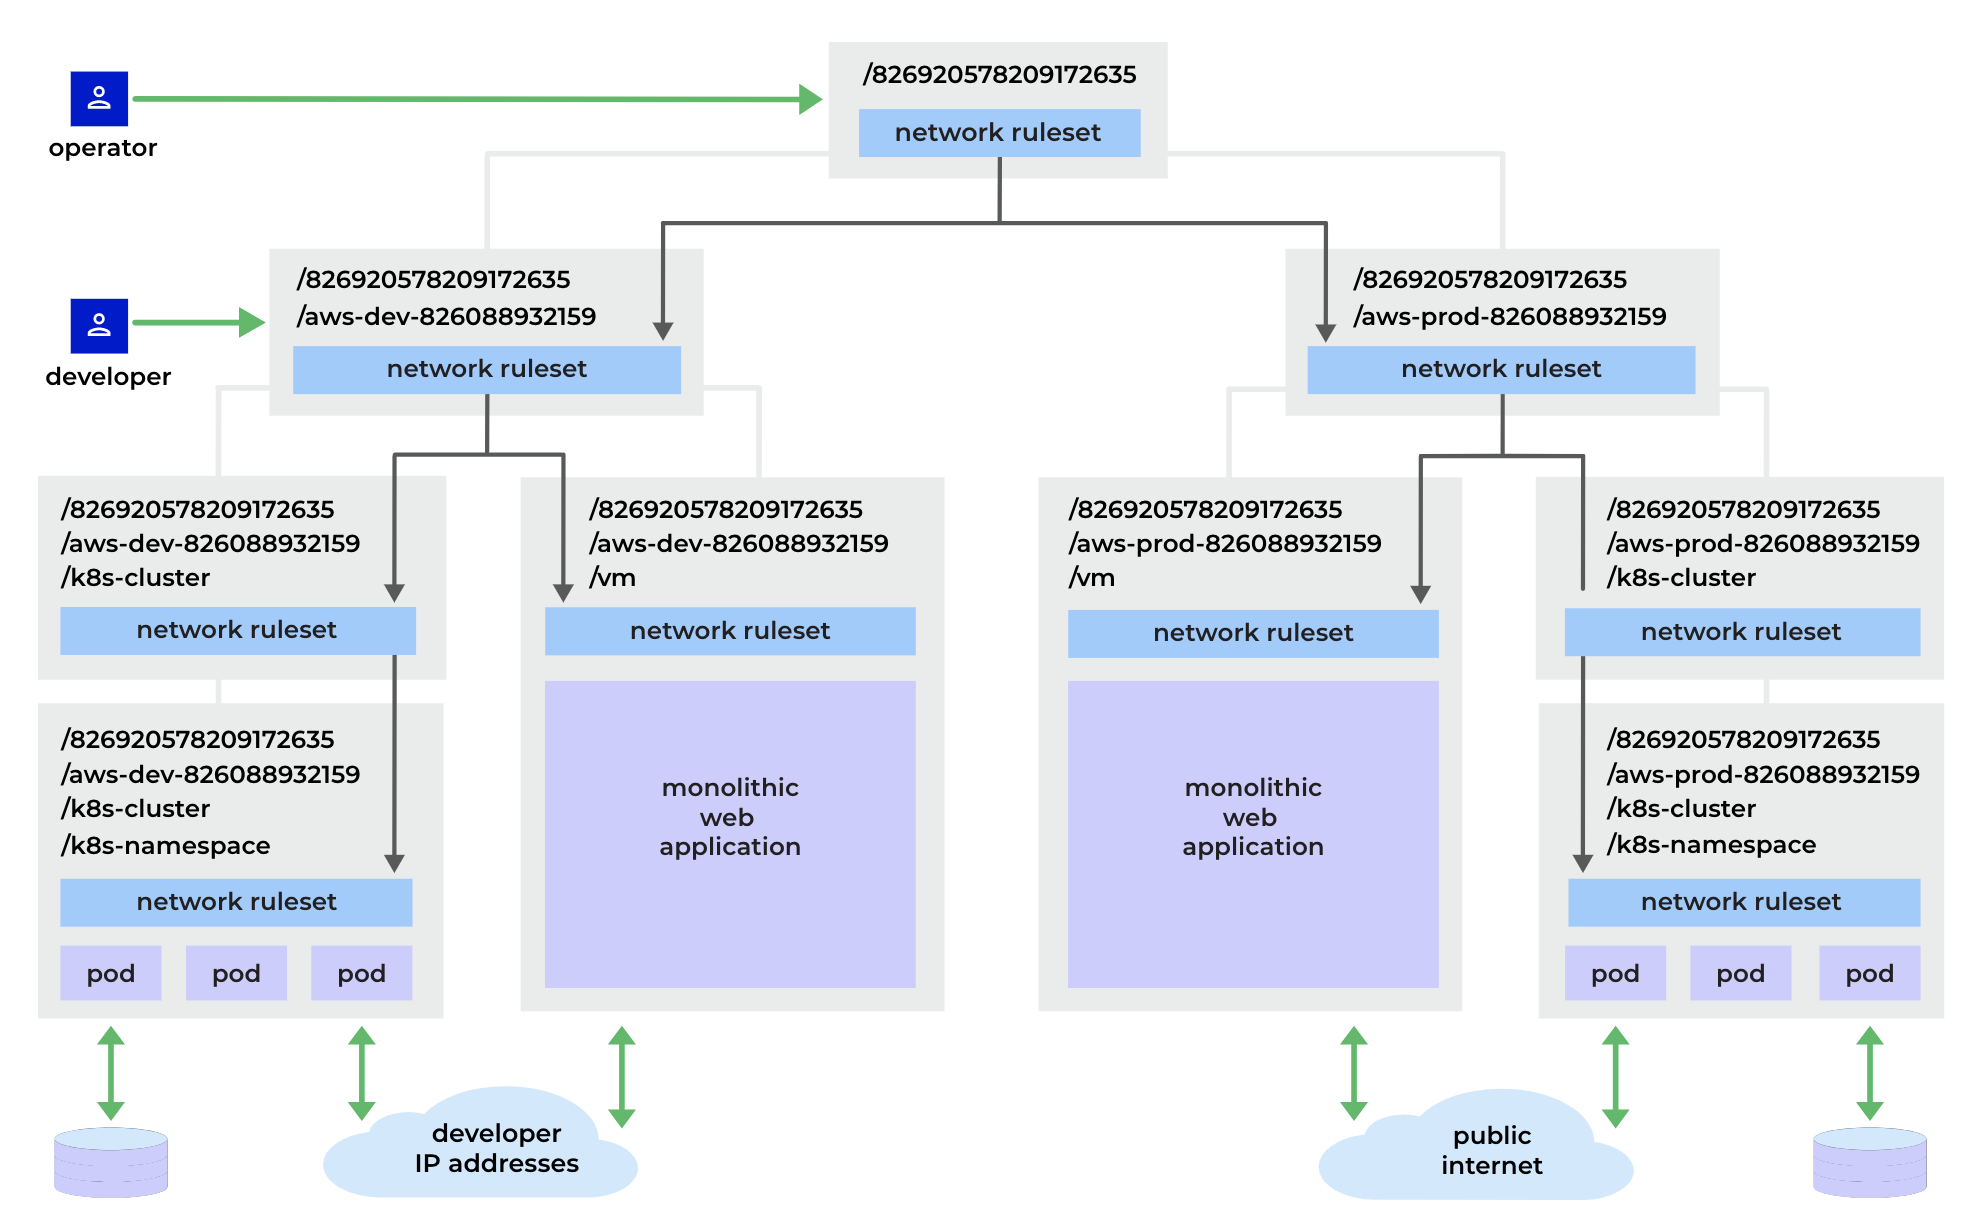 /826920578209172635
network ruleset
operator
/826920578209172635
/aws-dev-826088932159
network ruleset
developer
/826920578209172635
/aws-prod-826088932159
network ruleset
/826920578209172635
/aws-dev-826088932159
/k8s-cluster
network ruleset
/826920578209172635
/aws-dev-826088932159
/vm
network ruleset
monolithic
web
application
/826920578209172635
/aws-prod-826088932159
/vm
network ruleset
monolithic
web
application
/826920578209172635
/aws-prod-826088932159
/k8s-cluster
network ruleset
/826920578209172635
/aws-dev-826088932159
/k8s-cluster
/k8s-namespace
network ruleset
pod
pod
pod
/826920578209172635
/aws-prod-826088932159
/k8s-cluster
/k8s-namespace
network ruleset
pod
pod
pod
developer
IP addresses
public
internet